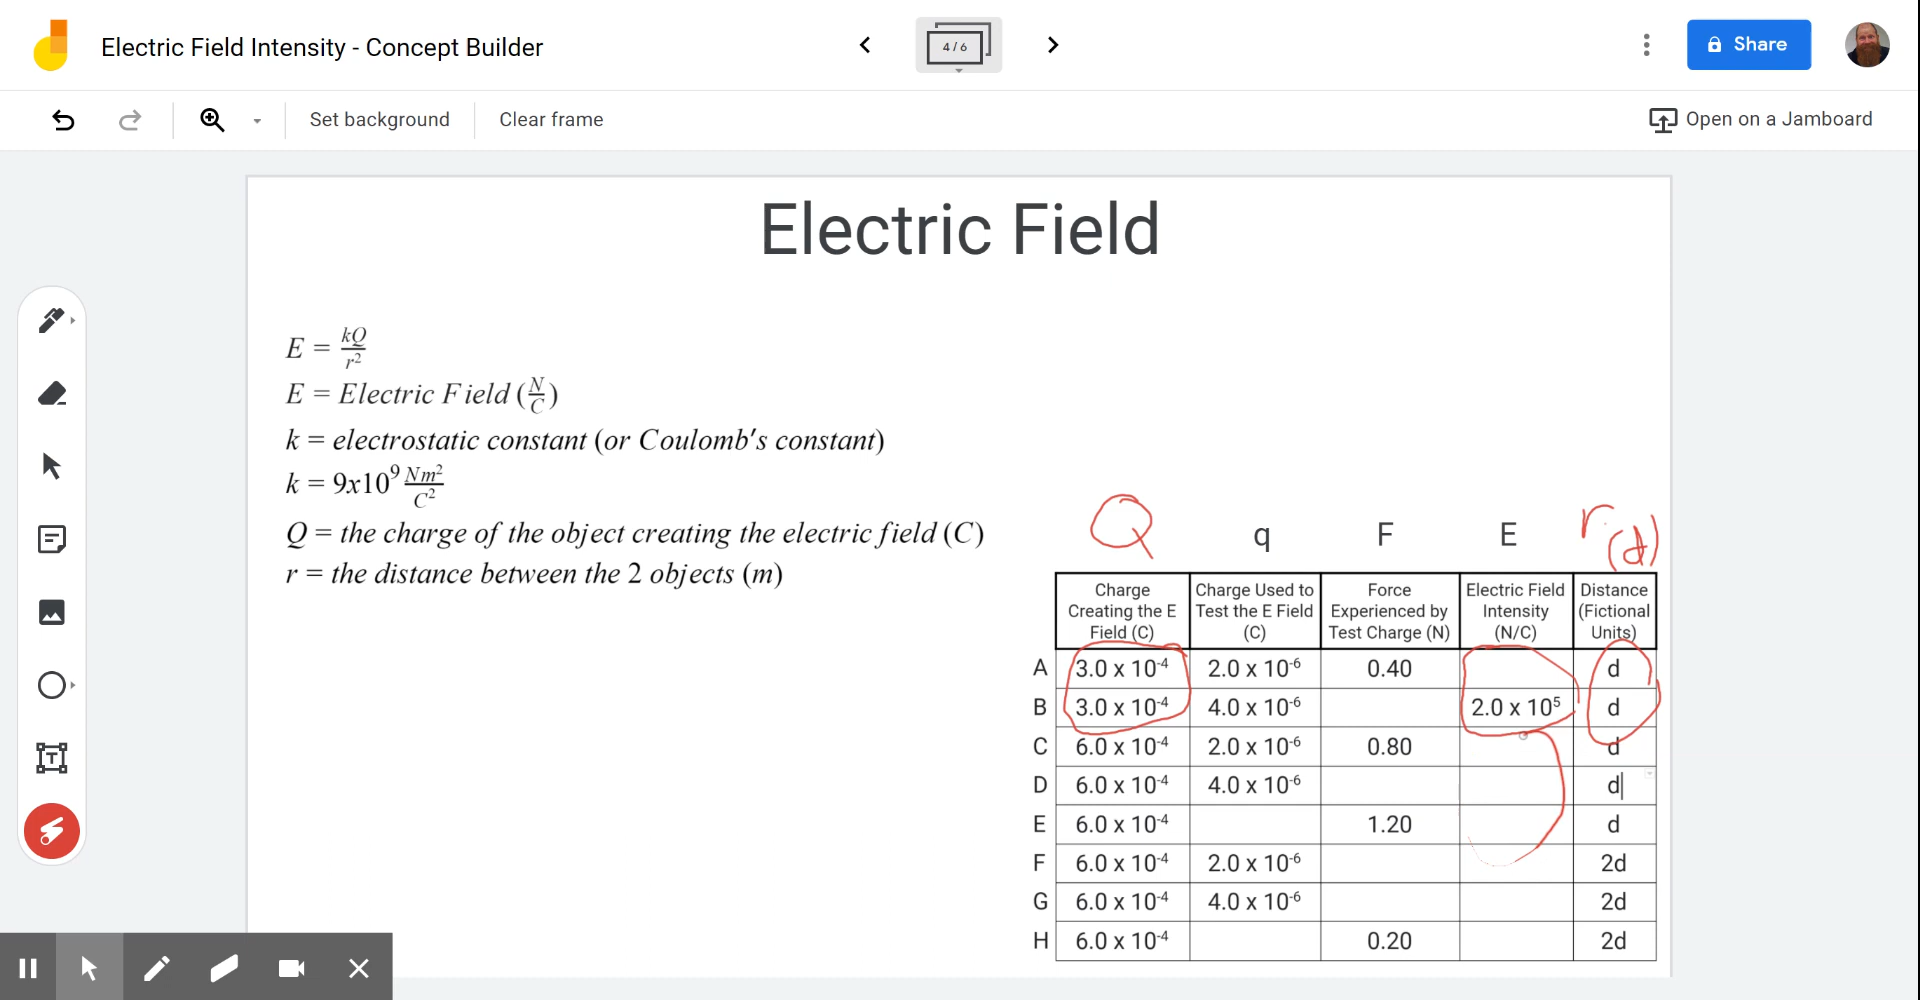 Electric Field Intensity - Concept Builder
4 / 6
Share
Set background
Clear frame
Open on a Jamboard
Electric Field
E = kQ/r²
E = Electric Field (N/C)
k = electrostatic constant (or Coulomb's constant)
k = 9x10⁹ Nm²/C²
Q = the charge of the object creating the electric field (C)
r = the distance between the 2 objects (m)
Q q F E r (d)
Charge Creating the E Field (C) Charge Used to Test the E Field (C) Force Experienced by Test Charge (N) Electric Field Intensity (N/C) Distance (Fictional Units)
A 3.0 x 10⁻⁴ 2.0 x 10⁻⁶ 0.40 d
B 3.0 x 10⁻⁴ 4.0 x 10⁻⁶ 2.0 x 10⁵ d
C 6.0 x 10⁻⁴ 2.0 x 10⁻⁶ 0.80 d
D 6.0 x 10⁻⁴ 4.0 x 10⁻⁶ d
E 6.0 x 10⁻⁴ 1.20 d
F 6.0 x 10⁻⁴ 2.0 x 10⁻⁶ 2d
G 6.0 x 10⁻⁴ 4.0 x 10⁻⁶ 2d
H 6.0 x 10⁻⁴ 0.20 2d